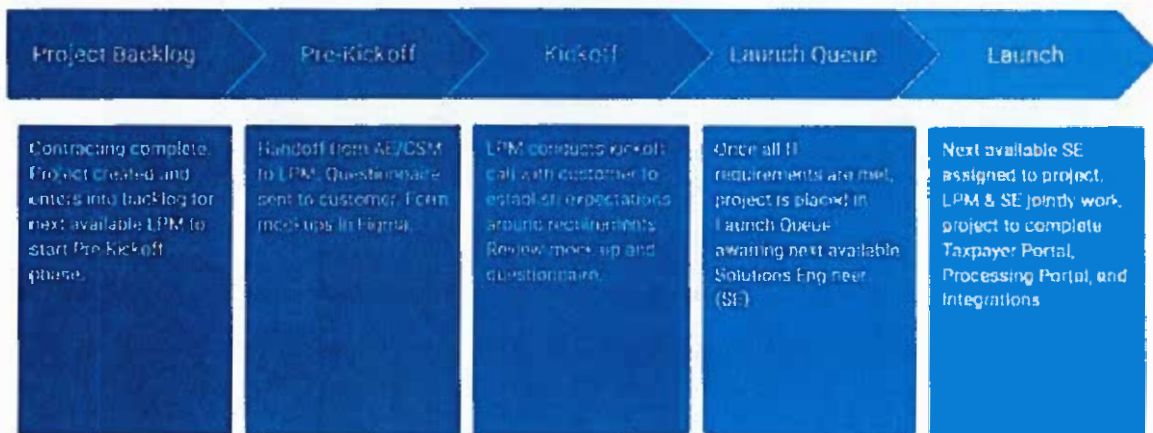 Project Backlog
Pre-Kickoff
Kickoff
Launch Queue
Launch
Contracting complete.
Project created and
enters into backlog for
next available LPM to
start Pre-Kickoff
phase.
Handoff from AE/CSM
to LPM. Questionnaire
sent to customer. Form
mock-ups in Figma.
LPM conducts kickoff
call with customer to
establish expectations
around requirements.
Review mock-up and
questionnaire.
Once all
requirements are met,
project is placed in
Launch Queue
awaiting next available
Solutions Engineer
(SE)
Next available SE
assigned to project.
LPM & SE jointly work
project to complete
Taxpayer Portal,
Processing Portal, and
Integrations